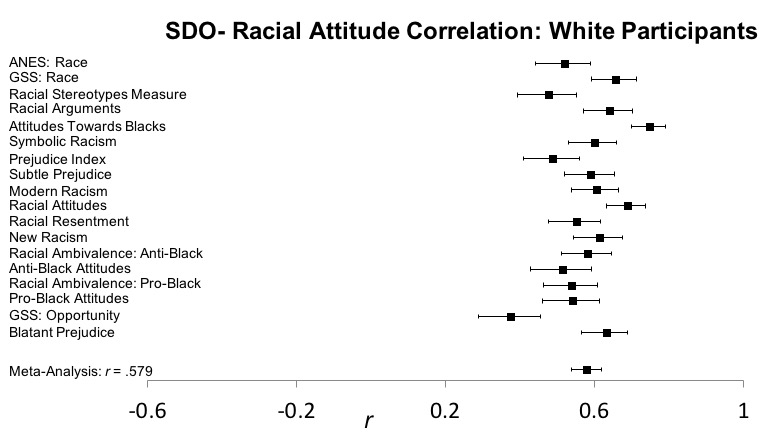 SDO- Racial Attitude Correlation: White Participants
ANES: Race
GSS: Race
Racial Stereotypes Measure
Racial Arguments
Attitudes Towards Blacks
Symbolic Racism
Prejudice Index
Subtle Prejudice
Modern Racism
Racial Attitudes
Racial Resentment
New Racism
Racial Ambivalence: Anti-Black
Anti-Black Attitudes
Racial Ambivalence: Pro-Black
Pro-Black Attitudes
GSS: Opportunity
Blatant Prejudice
Meta-Analysis: r = .579
-0.6 -0.2 0.2 0.6 1
r